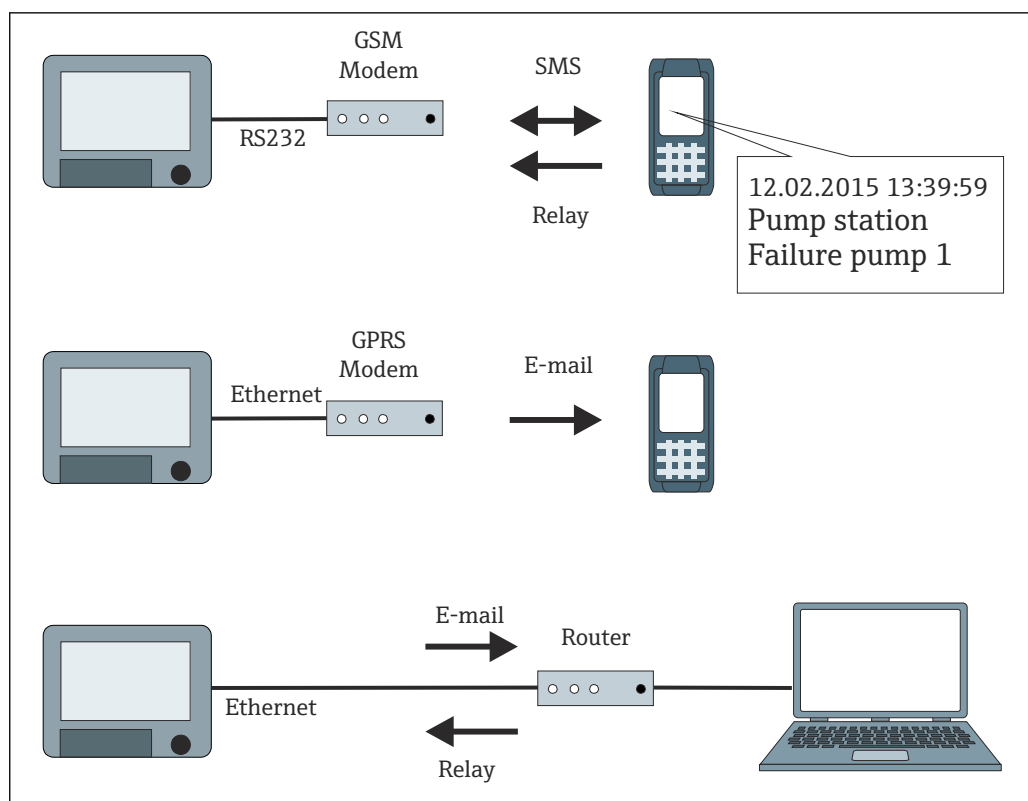 GSM
Modem
SMS
RS232
Relay
12.02.2015 13:39:59
Pump station
Failure pump 1
GPRS
Modem
E-mail
Ethernet
E-mail
Router
Ethernet
Relay